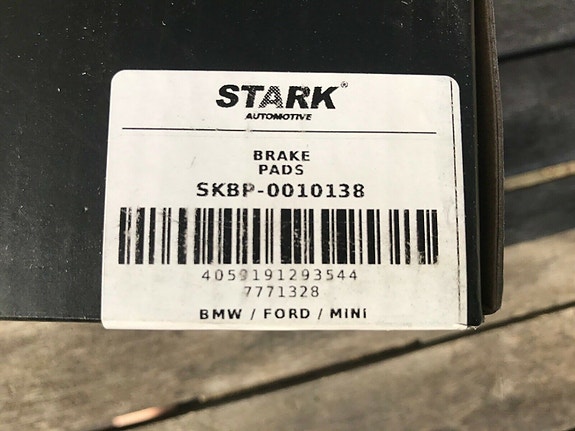 STARK®
AUTOMOTIVE
BRAKE
PADS
SKBP-0010138
4059191293544
7771328
BMW / FORD / MINI